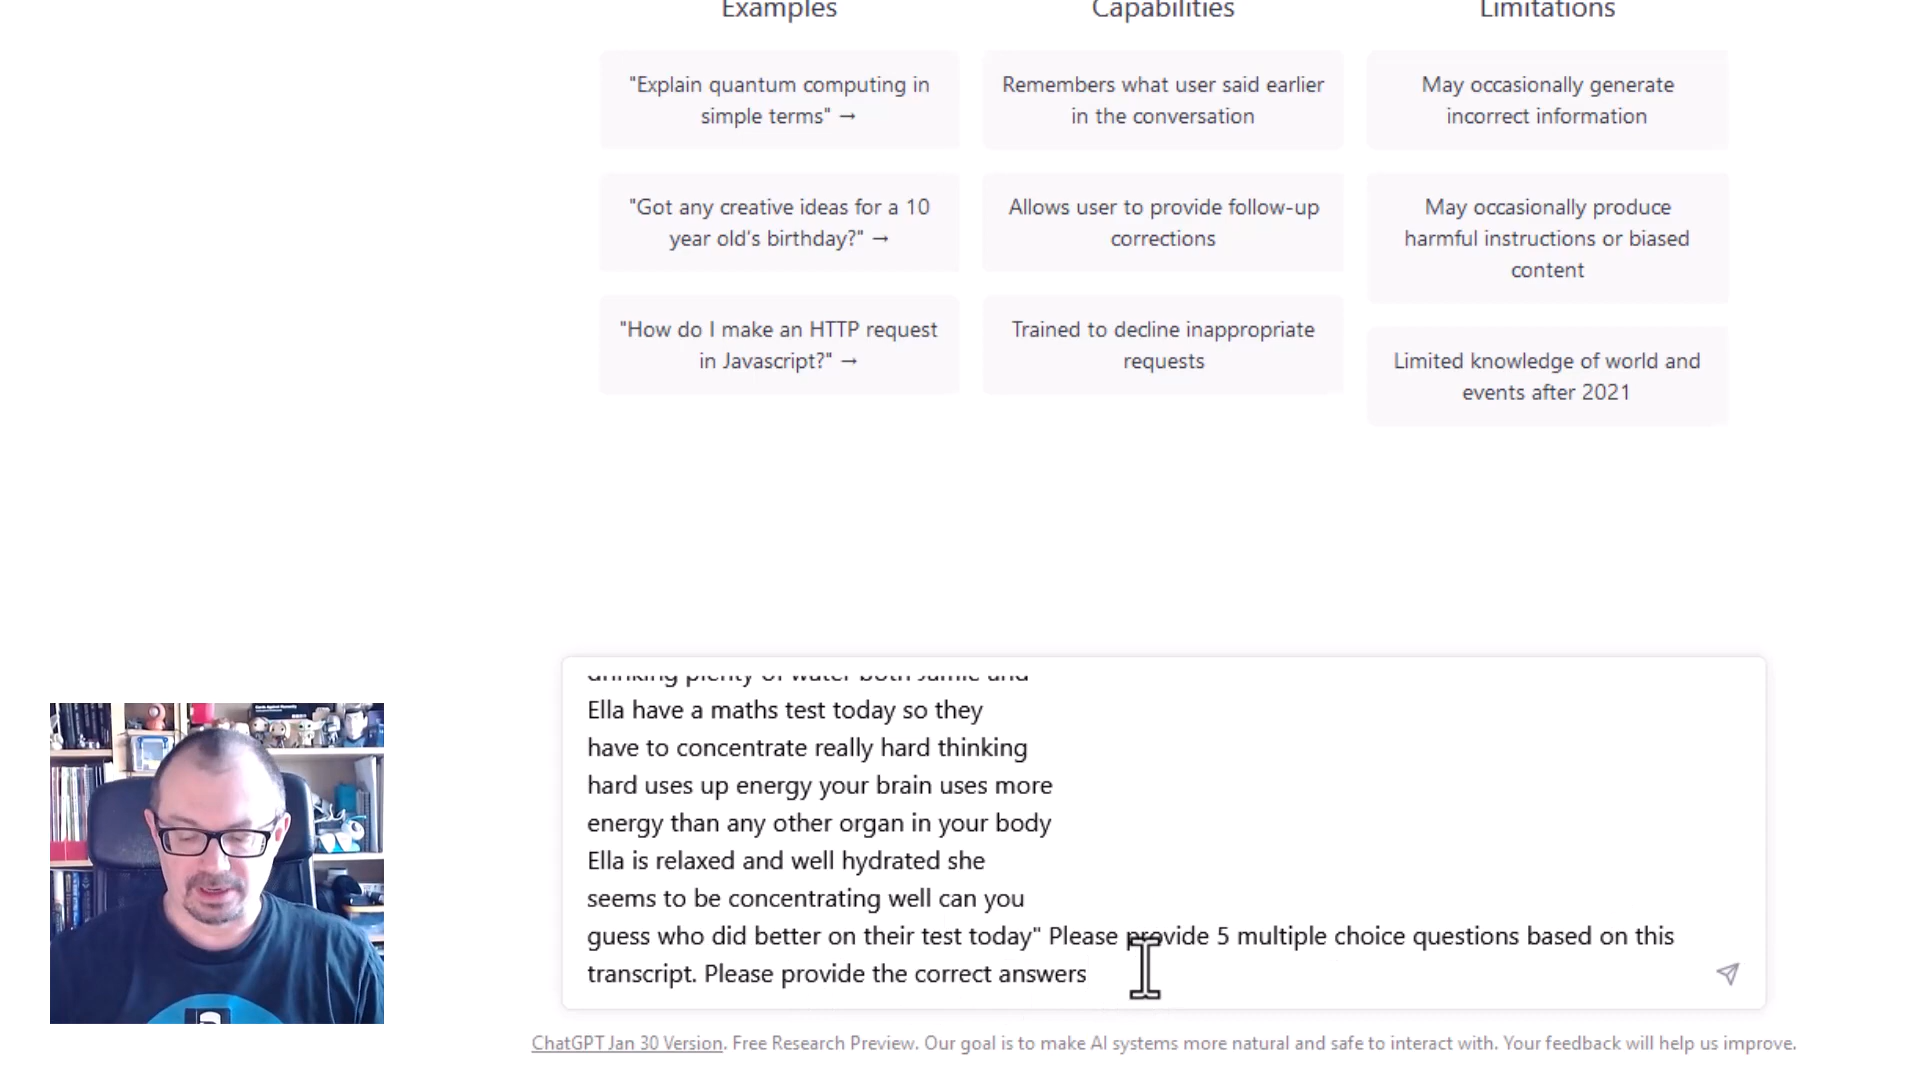 Examples
Capabilities
Limitations
"Explain quantum computing in
simple terms" →
Remembers what user said earlier
in the conversation
May occasionally generate
incorrect information
"Got any creative ideas for a 10
year old's birthday?" →
Allows user to provide follow-up
corrections
May occasionally produce
harmful instructions or biased
content
"How do I make an HTTP request
in Javascript?" →
Trained to decline inappropriate
requests
Limited knowledge of world and
events after 2021
drinking plenty of water both Jamie and
Ella have a maths test today so they
have to concentrate really hard thinking
hard uses up energy your brain uses more
energy than any other organ in your body
Ella is relaxed and well hydrated she
seems to be concentrating well can you
guess who did better on their test today" Please provide 5 multiple choice questions based on this
transcript. Please provide the correct answers
ChatGPT Jan 30 Version. Free Research Preview. Our goal is to make AI systems more natural and safe to interact with. Your feedback will help us improve.